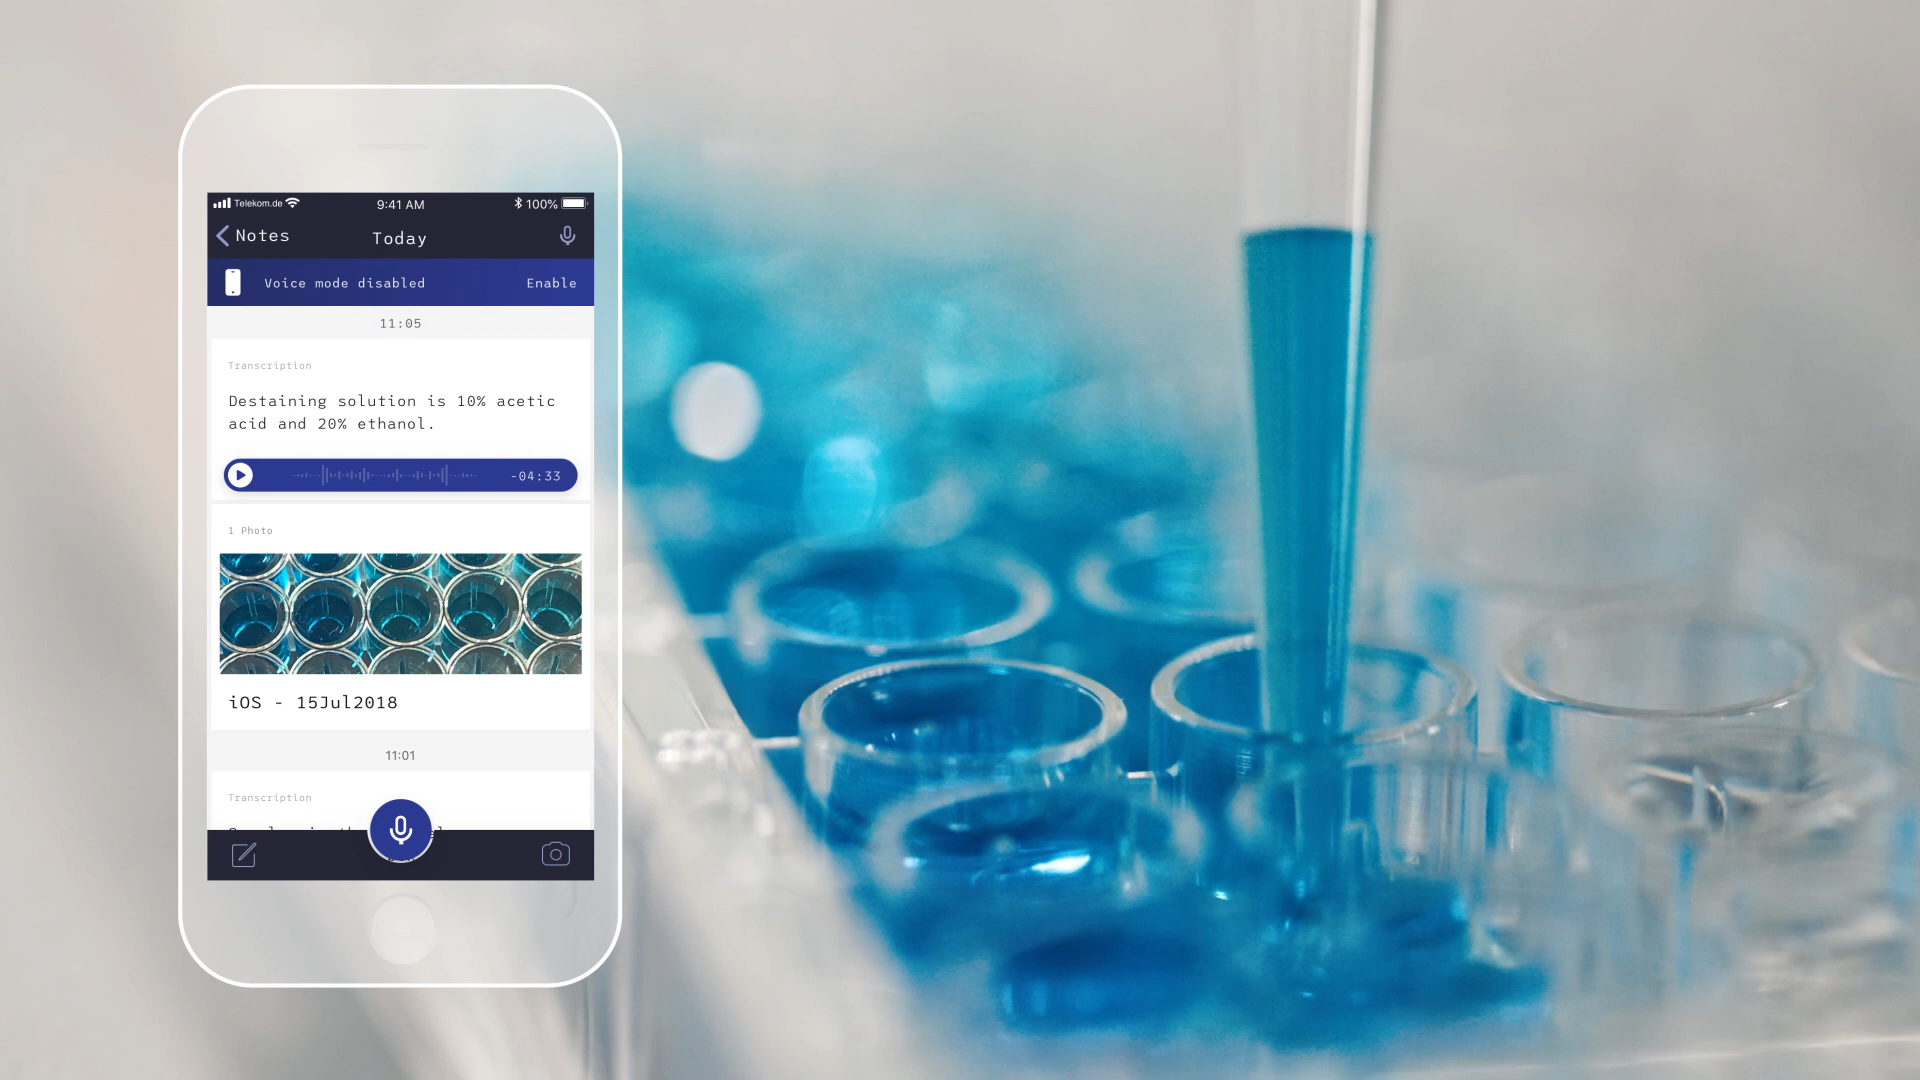 Telekom.de 9:41 AM 100%
Notes Today
Voice mode disabled Enable
11:05
Transcription
Destaining solution is 10% acetic
acid and 20% ethanol.
-04:33
1 Photo
iOS - 15Jul2018
11:01
Transcription